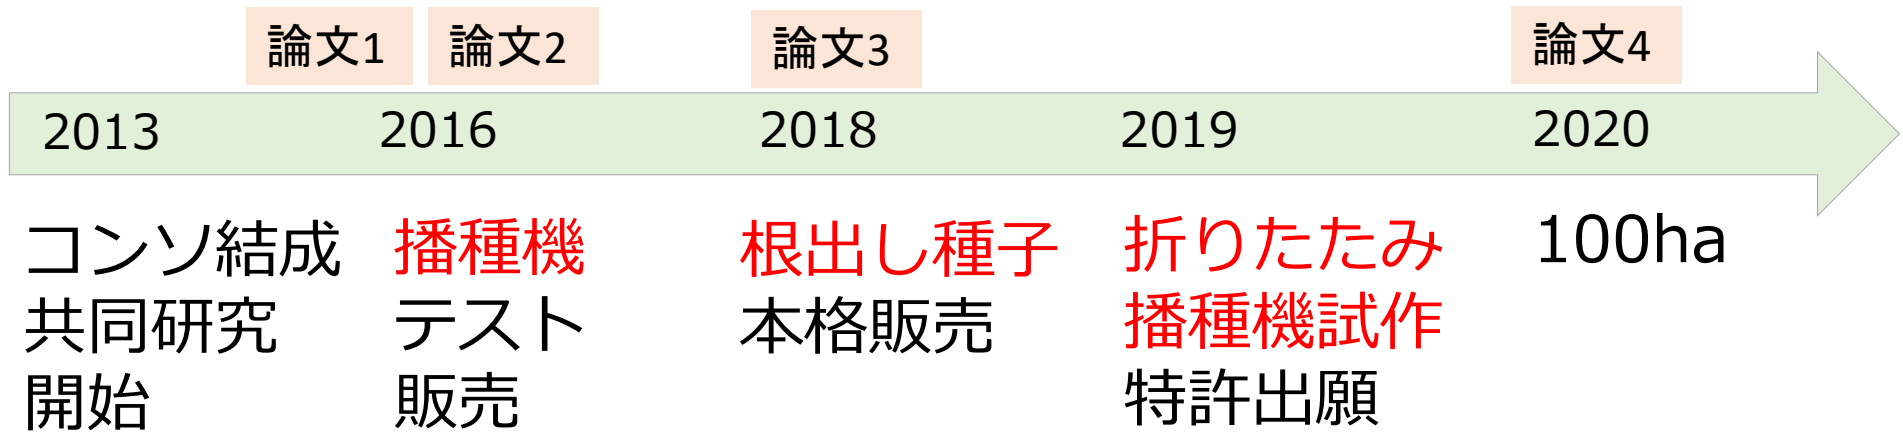 論文1
論文2
論文3
論文4
2013
2016
2018
2019
2020
コンソ結成
共同研究
開始
播種機
テスト
販売
根出し種子
本格販売
折りたたみ
播種機試作
特許出願
100ha